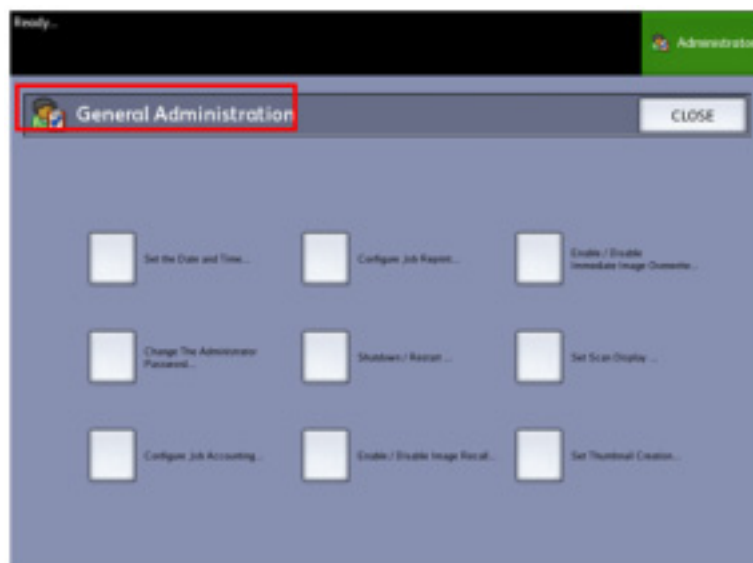 Ready...
Administrator
General Administration
CLOSE
Set the Date and Time...
Configure Job Reprint...
Enable / Disable
Immediate Image Overwrite...
Change The Administrator
Password...
Shutdown / Restart ...
Set Scan Display ...
Configure Job Accounting...
Enable / Disable Image Recall...
Set Thumbnail Creation...